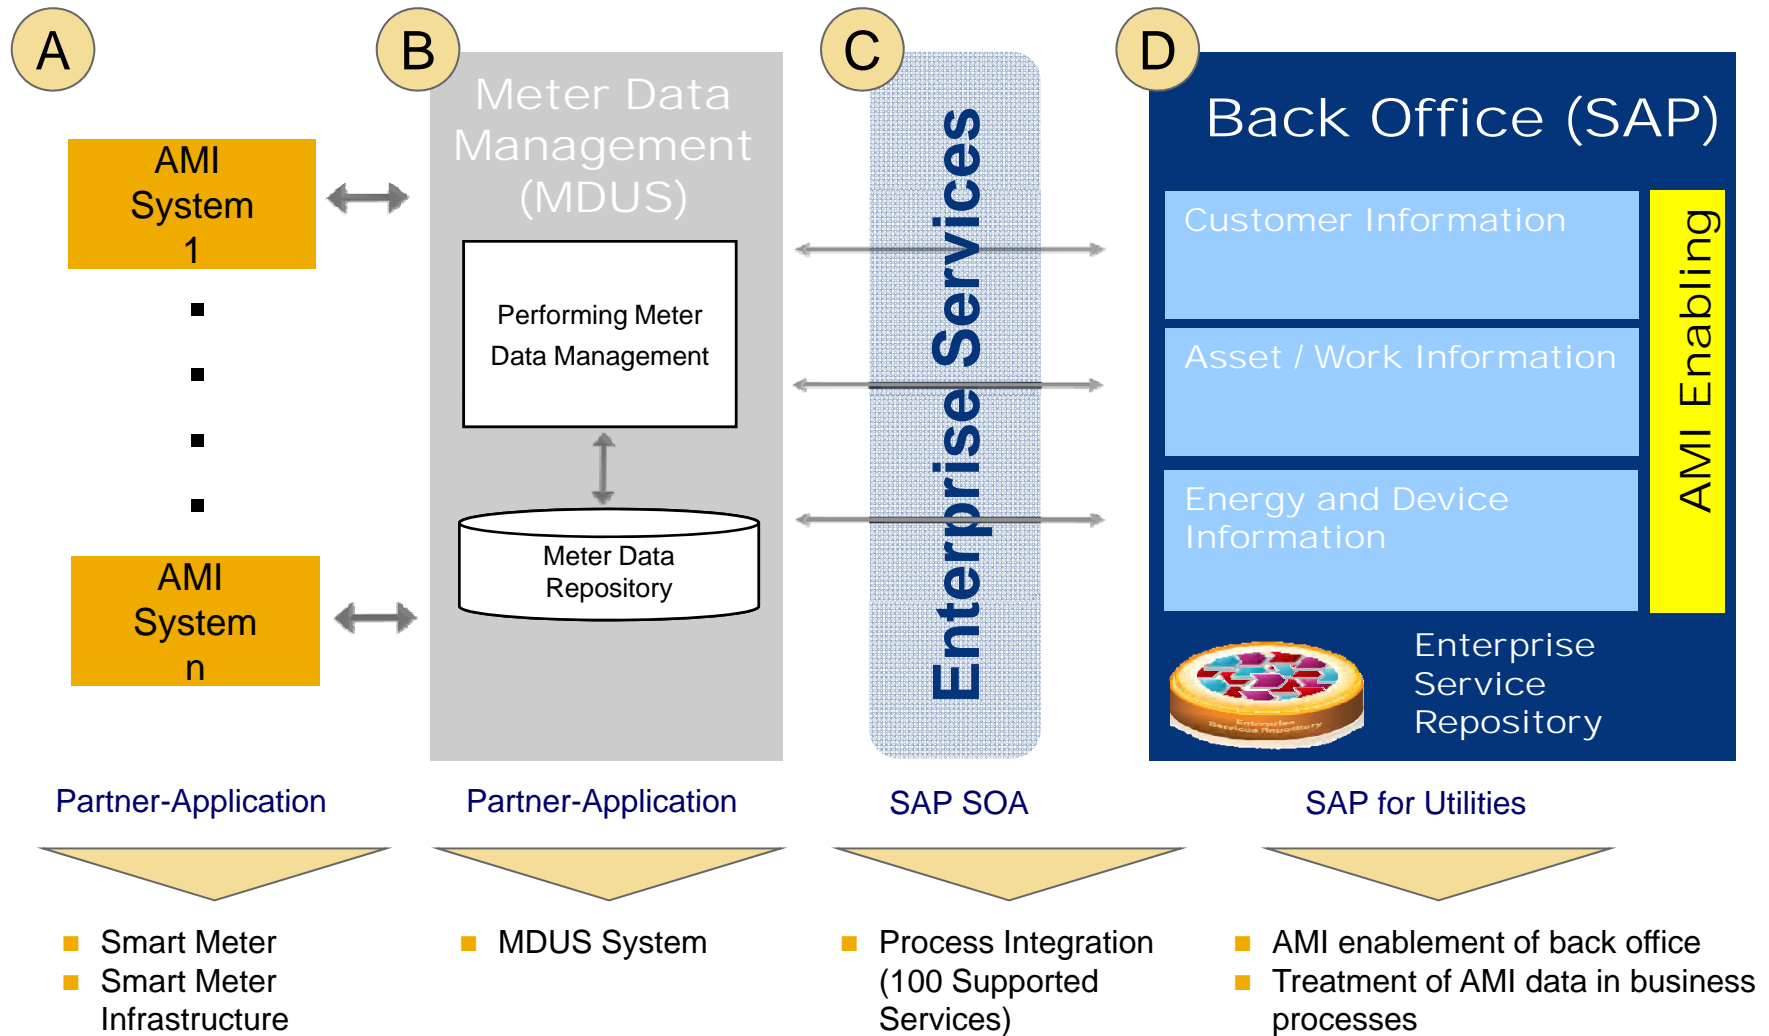 A
B
C
D
AMI
System
1
AMI
System
n
Meter Data
Management
(MDUS)
Performing Meter
Data Management
Meter Data
Repository
Enterprise Services
Back Office (SAP)
Customer Information
Asset / Work Information
Energy and Device
Information
AMI Enabling
Enterprise
Services Repository
Enterprise
Service
Repository
Partner-Application
Partner-Application
SAP SOA
SAP for Utilities
Smart Meter
Smart Meter
Infrastructure
MDUS System
Process Integration
(100 Supported
Services)
AMI enablement of back office
Treatment of AMI data in business
processes